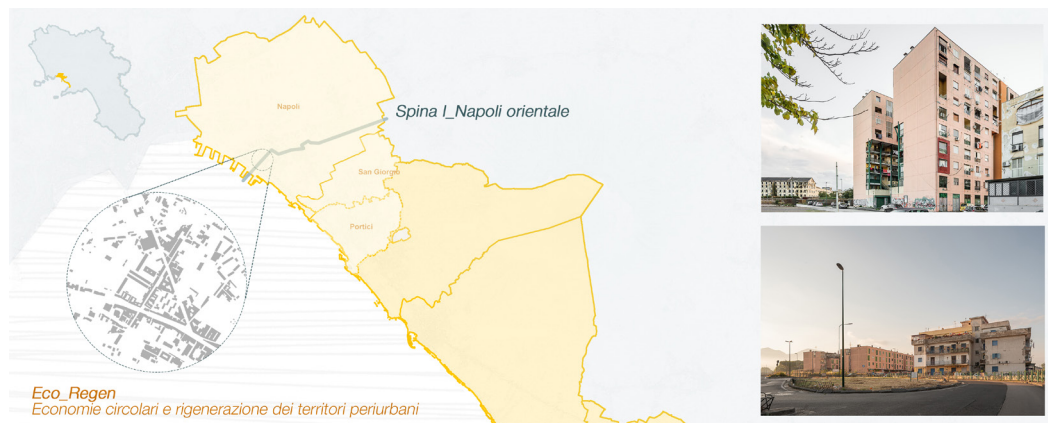 Napoli
Spina I_Napoli orientale
San Giorgio
Portici
Eco_Regen
Economie circolari e rigenerazione dei territori periurbani